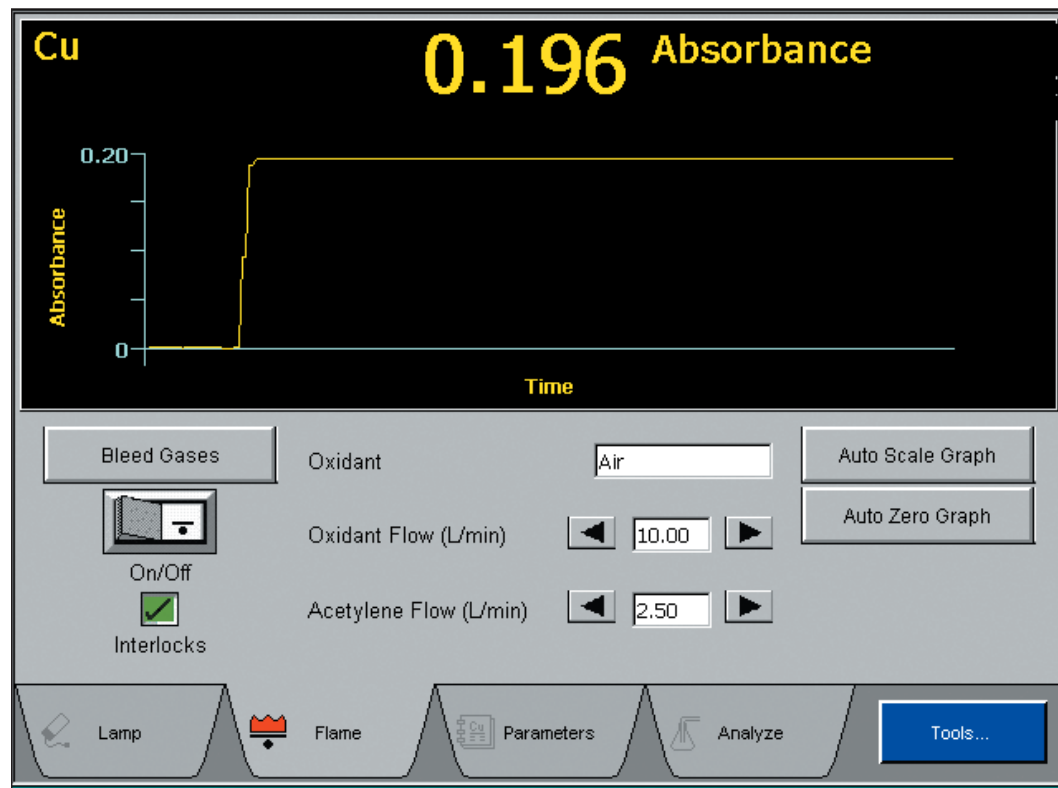 Cu
0.196 Absorbance
0.20
Absorbance
0
Time
Bleed Gases
On/Off
Interlocks
Oxidant
Air
Oxidant Flow (L/min)
10.00
Acetylene Flow (L/min)
2.50
Auto Scale Graph
Auto Zero Graph
Lamp
Flame
Cu
Parameters
Analyze
Tools...